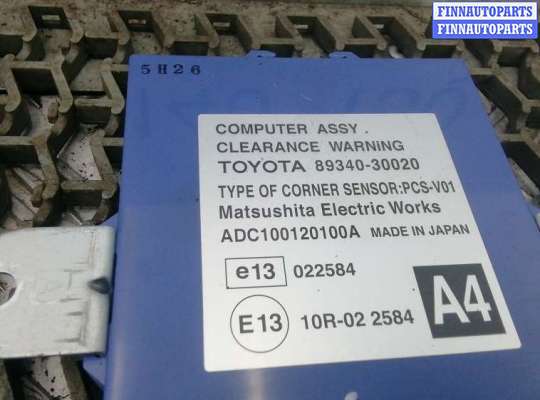 FINNAUTOPARTS
FINNAUTOPARTS
5H26
COMPUTER ASSY.
CLEARANCE WARNING
TOYOTA 89340-30020
TYPE OF CORNER SENSOR:PCS-V01
Matsushita Electric Works
ADC100120100A MADE IN JAPAN
e13 022584
E13 10R-02 2584
A4